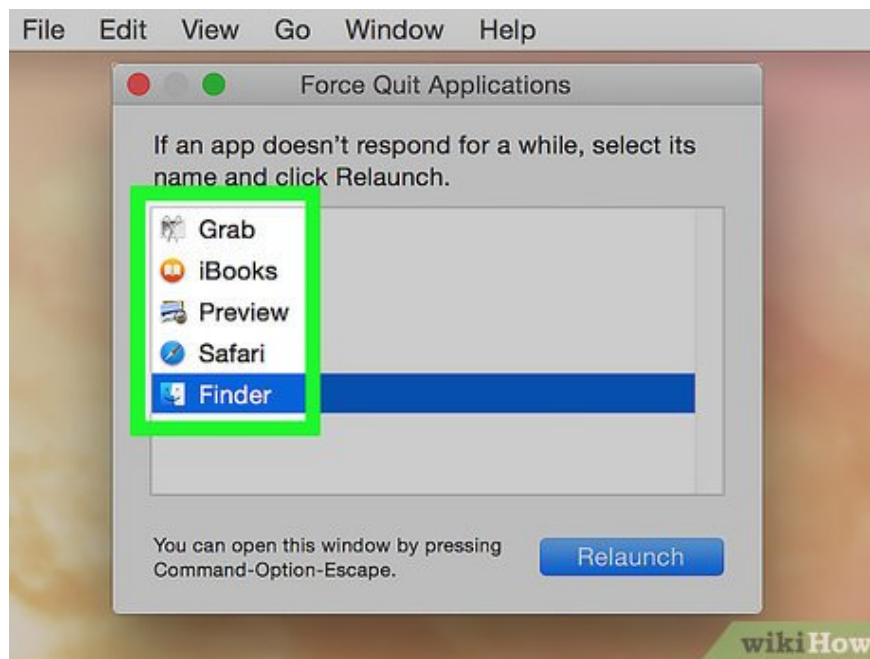 File Edit View Go Window Help
Force Quit Applications
If an app doesn't respond for a while, select its
name and click Relaunch.
Grab
iBooks
Preview
Safari
Finder
You can open this window by pressing
Command-Option-Escape.
Relaunch
wikiHow